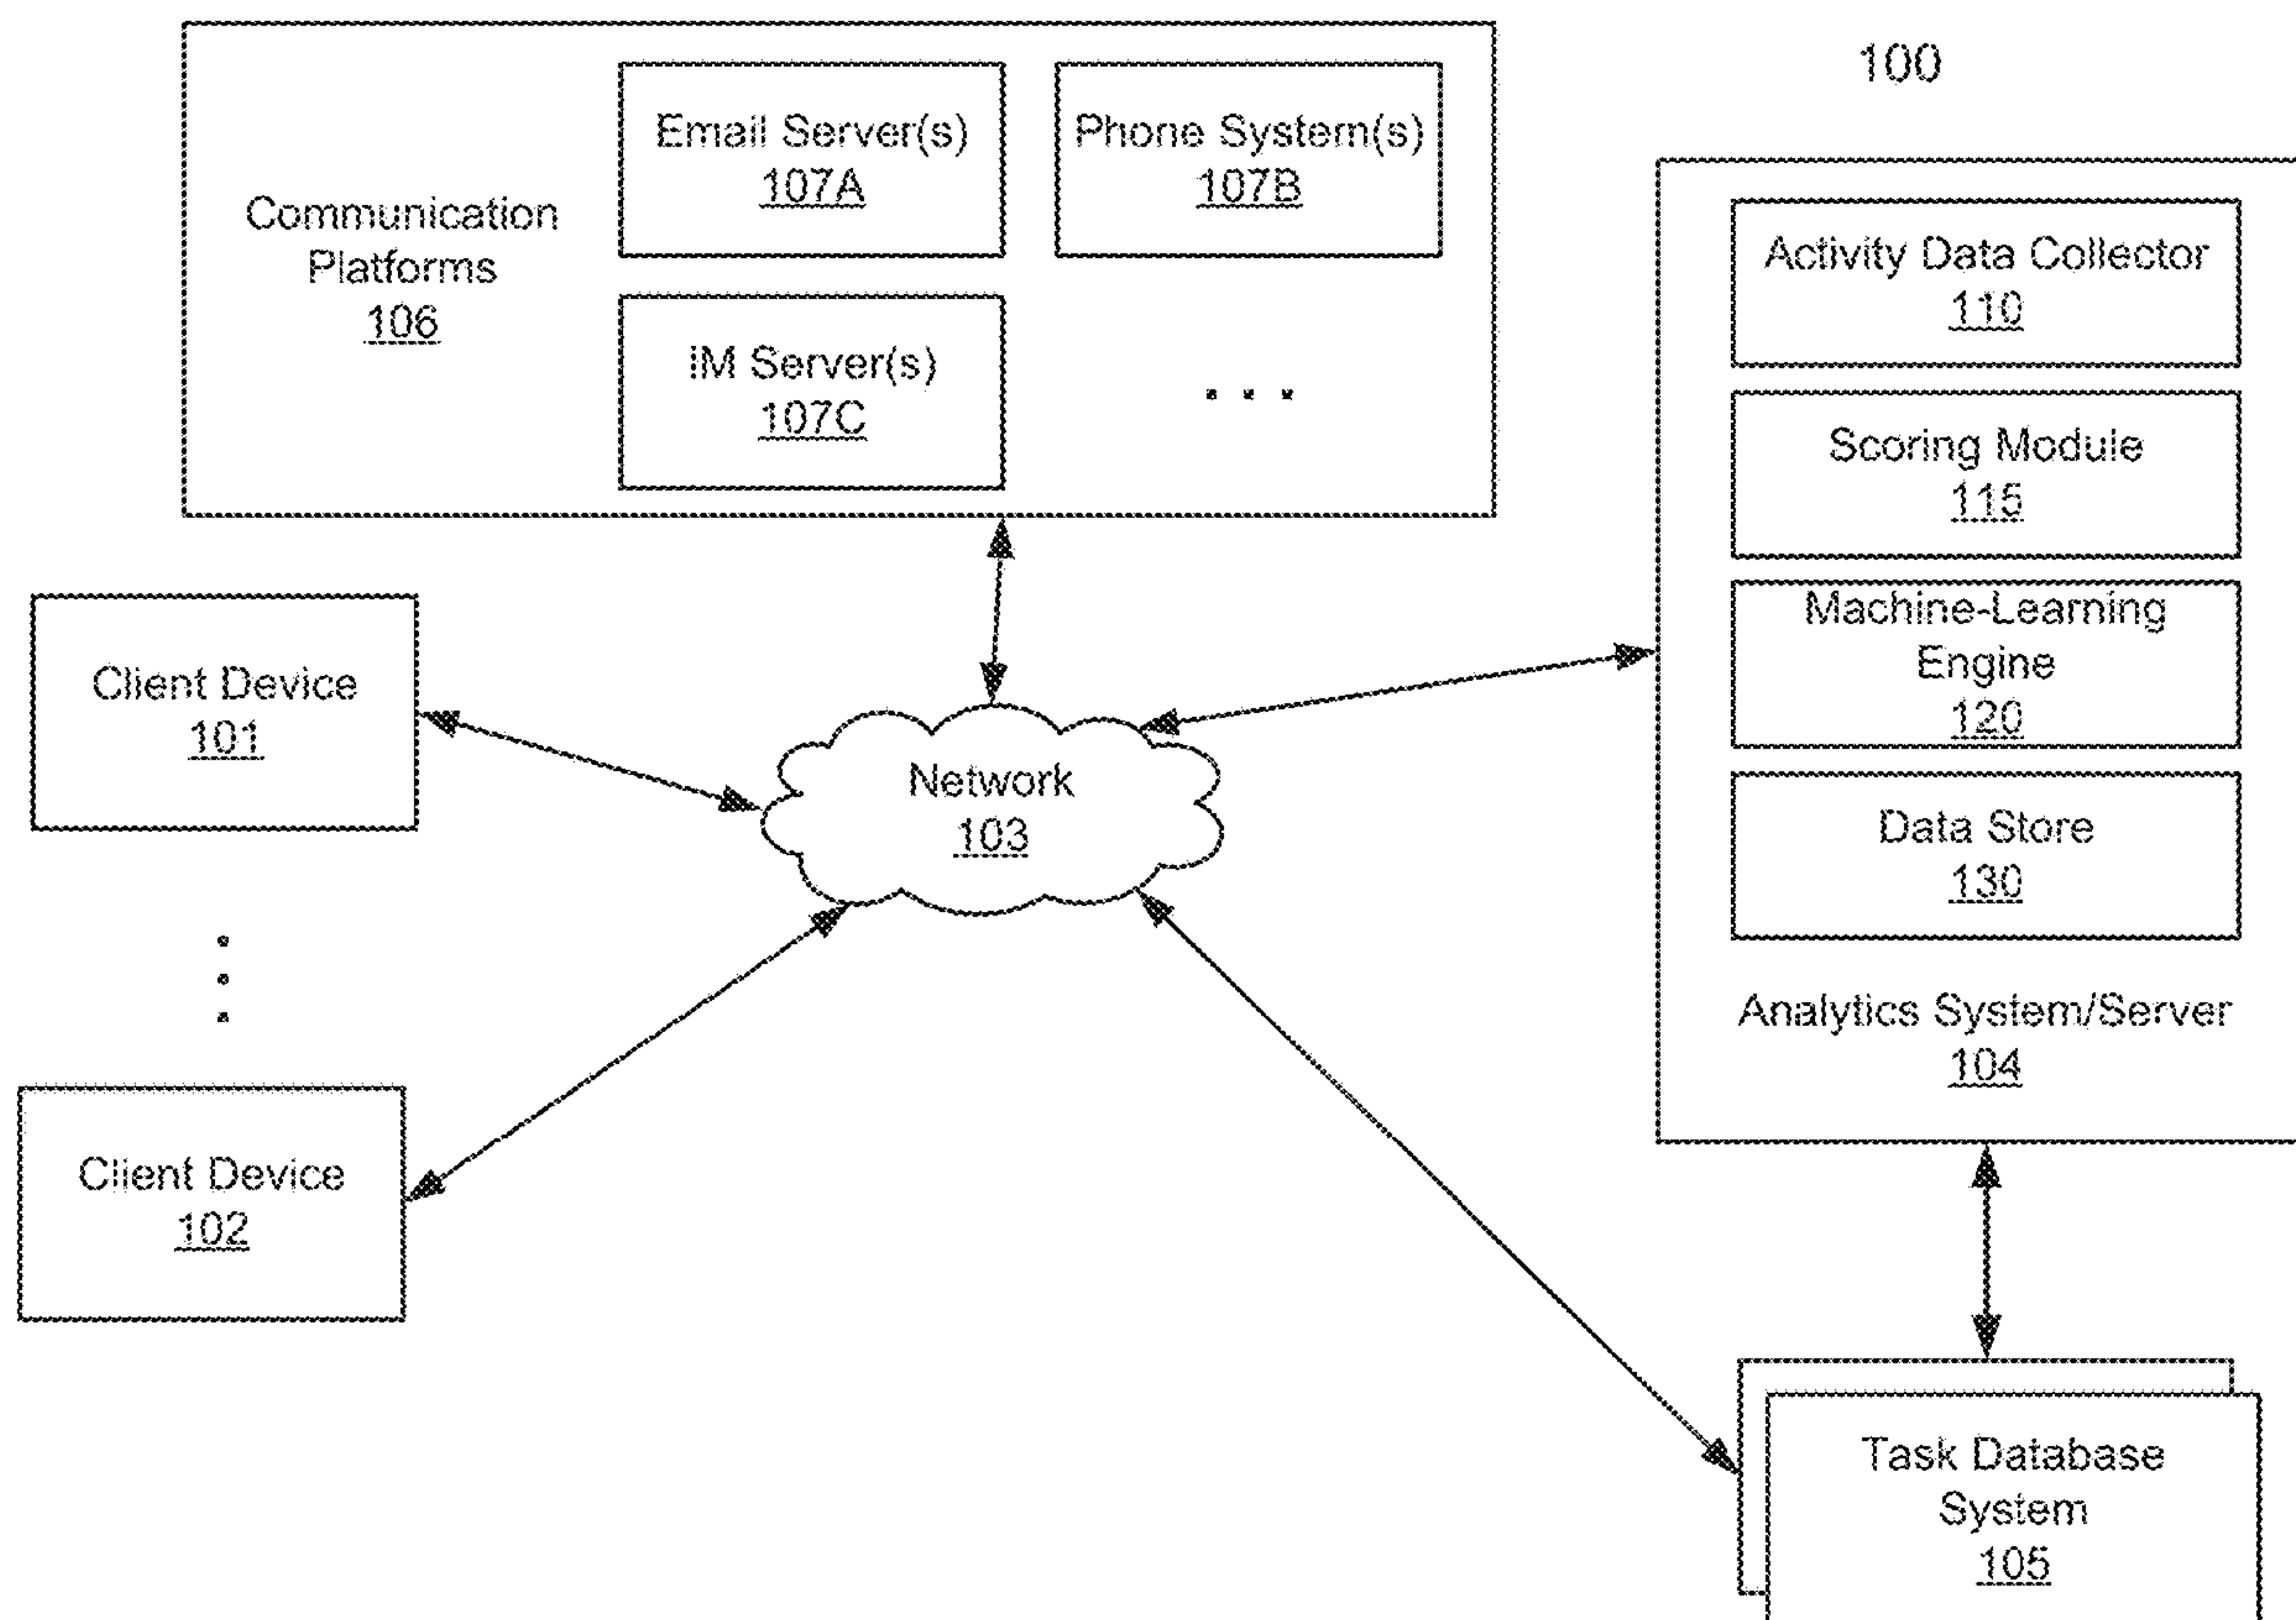 100
Communication
Platforms
106
Email Server(s)
107A
Phone System(s)
107B
IM Server(s)
107C
. . .
Activity Data Collector
110
Scoring Module
115
Machine-Learning
Engine
120
Data Store
130
Analytics System/Server
104
Client Device
101
Network
103
Client Device
102
Task Database
System
105